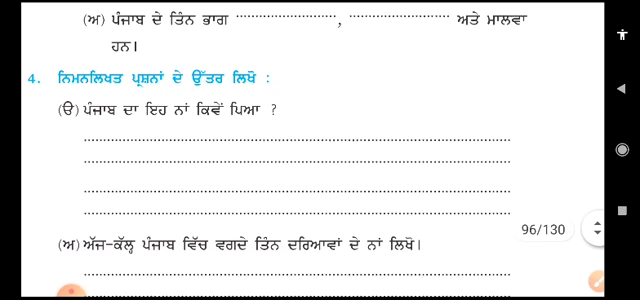 (ਅ) ਪੰਜਾਬ ਦੇ ਤਿੰਨ ਭਾਗ ........................., ......................... ਅਤੇ ਮਾਲਵਾ
ਹਨ।
4. ਨਿਮਨਲਿਖਤ ਪ੍ਰਸ਼ਨਾਂ ਦੇ ਉੱਤਰ ਲਿਖੋ :
(ੳ) ਪੰਜਾਬ ਦਾ ਇਹ ਨਾਂ ਕਿਵੇਂ ਪਿਆ ?
96/130
(ਅ) ਅੱਜ-ਕੱਲ੍ਹ ਪੰਜਾਬ ਵਿੱਚ ਵਗਦੇ ਤਿੰਨ ਦਰਿਆਵਾਂ ਦੇ ਨਾਂ ਲਿਖੋ।